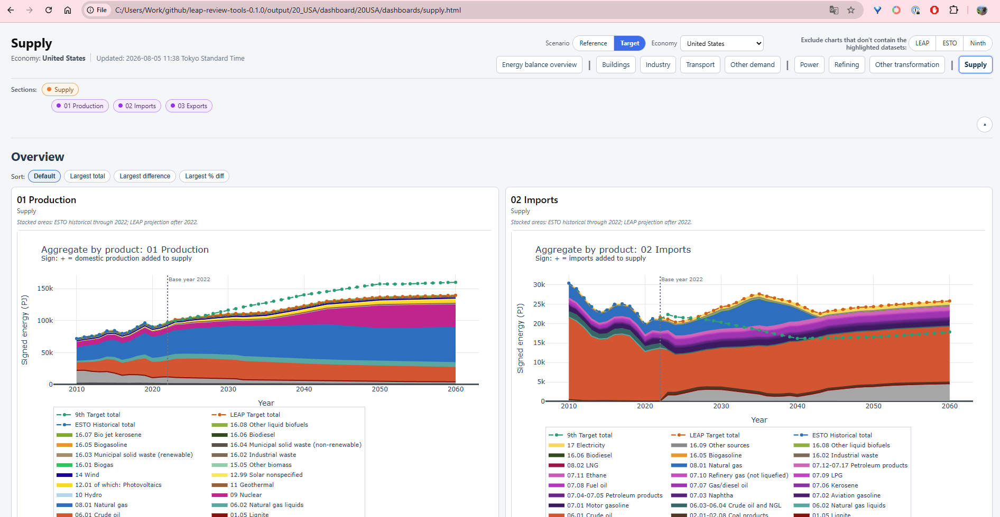 File C:/Users/Work/github/leap-review-tools-0.1.0/output/20_USA/dashboard/20USA/dashboards/supply.html
Supply
Economy: United States Updated: 2026-08-05 11:38 Tokyo Standard Time
Scenario Reference Target Economy United States Exclude charts that don't contain the highlighted datasets: LEAP ESTO Ninth
Energy balance overview | Buildings Industry Transport Other demand | Power Refining Other transformation | Supply
Sections: Supply
01 Production 02 Imports 03 Exports
Overview
Sort: Default Largest total Largest difference Largest % diff
01 Production
Supply
Stacked areas: ESTO historical through 2022; LEAP projection after 2022.
Aggregate by product: 01 Production
Sign: + = domestic production added to supply
Base year 2022
Signed energy (PJ)
150k
100k
50k
0
2010 2020 2030 2040 2050 2060
Year
9th Target total LEAP Target total
ESTO Historical total 16.08 Other liquid biofuels
16.07 Bio jet kerosene 16.06 Biodiesel
16.05 Biogasoline 16.04 Municipal solid waste (non-renewable)
16.03 Municipal solid waste (renewable) 16.02 Industrial waste
16.01 Biogas 15.05 Other biomass
14 Wind 12.99 Solar nonspecified
12.01 of which: Photovoltaics 11 Geothermal
10 Hydro 09 Nuclear
08.01 Natural gas 06.02 Natural gas liquids
06.01 Crude oil 01.05 Lignite
02 Imports
Supply
Stacked areas: ESTO historical through 2022; LEAP projection after 2022.
Aggregate by product: 02 Imports
Sign: + = imports added to supply
Base year 2022
Signed energy (PJ)
30k
25k
20k
15k
10k
5k
0
2010 2020 2030 2040 2050 2060
Year
9th Target total LEAP Target total ESTO Historical total
17 Electricity 16.09 Other sources 16.08 Other liquid biofuels
16.06 Biodiesel 16.05 Biogasoline 16.02 Industrial waste
08.02 LNG 08.01 Natural gas 07.12-07.17 Petroleum products
07.11 Ethane 07.10 Refinery gas (not liquefied) 07.09 LPG
07.08 Fuel oil 07.07 Gas/diesel oil 07.06 Kerosene
07.04-07.05 Petroleum products 07.03 Naphtha 07.02 Aviation gasoline
07.01 Motor gasoline 06.03-06.04 Crude oil and NGL 06.02 Natural gas liquids
06.01 Crude oil 02.01-02.08 Coal products 01.05 Lignite